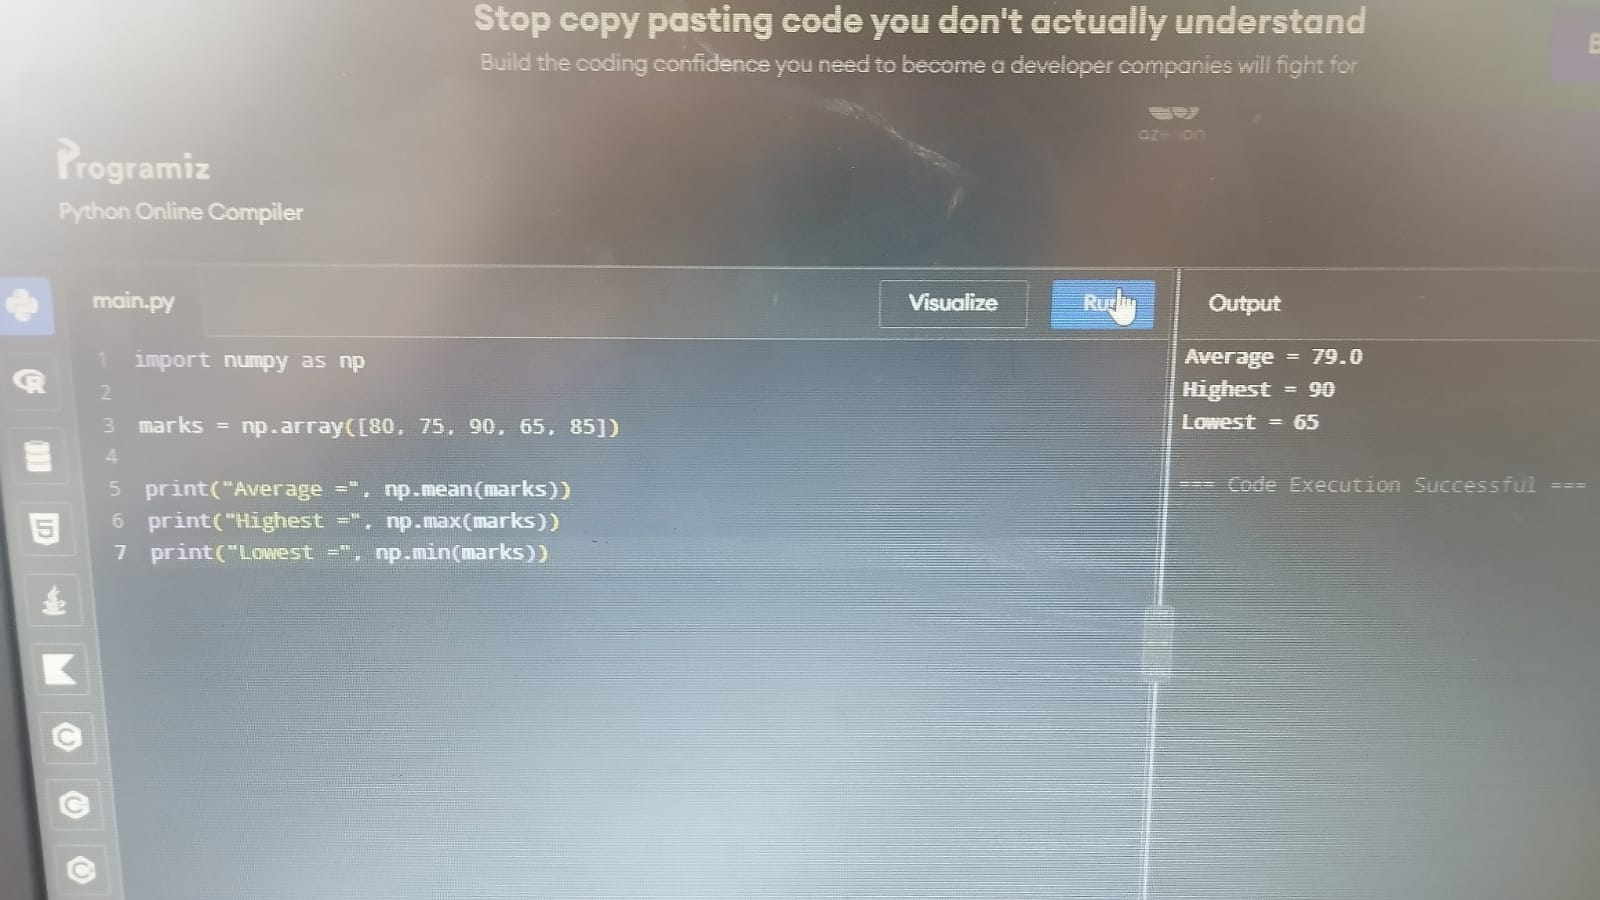 Stop copy pasting code you don't actually understand
Build the coding confidence you need to become a developer companies will fight for
Programiz
Python Online Compiler
main.py
Visualize
Run
Output
1 import numpy as np
2
3 marks = np.array([80, 75, 90, 65, 85])
4
5 print("Average =", np.mean(marks))
6 print("Highest =", np.max(marks))
7 print("Lowest =", np.min(marks))
Average = 79.0
Highest = 90
Lowest = 65
=== Code Execution Successful ===